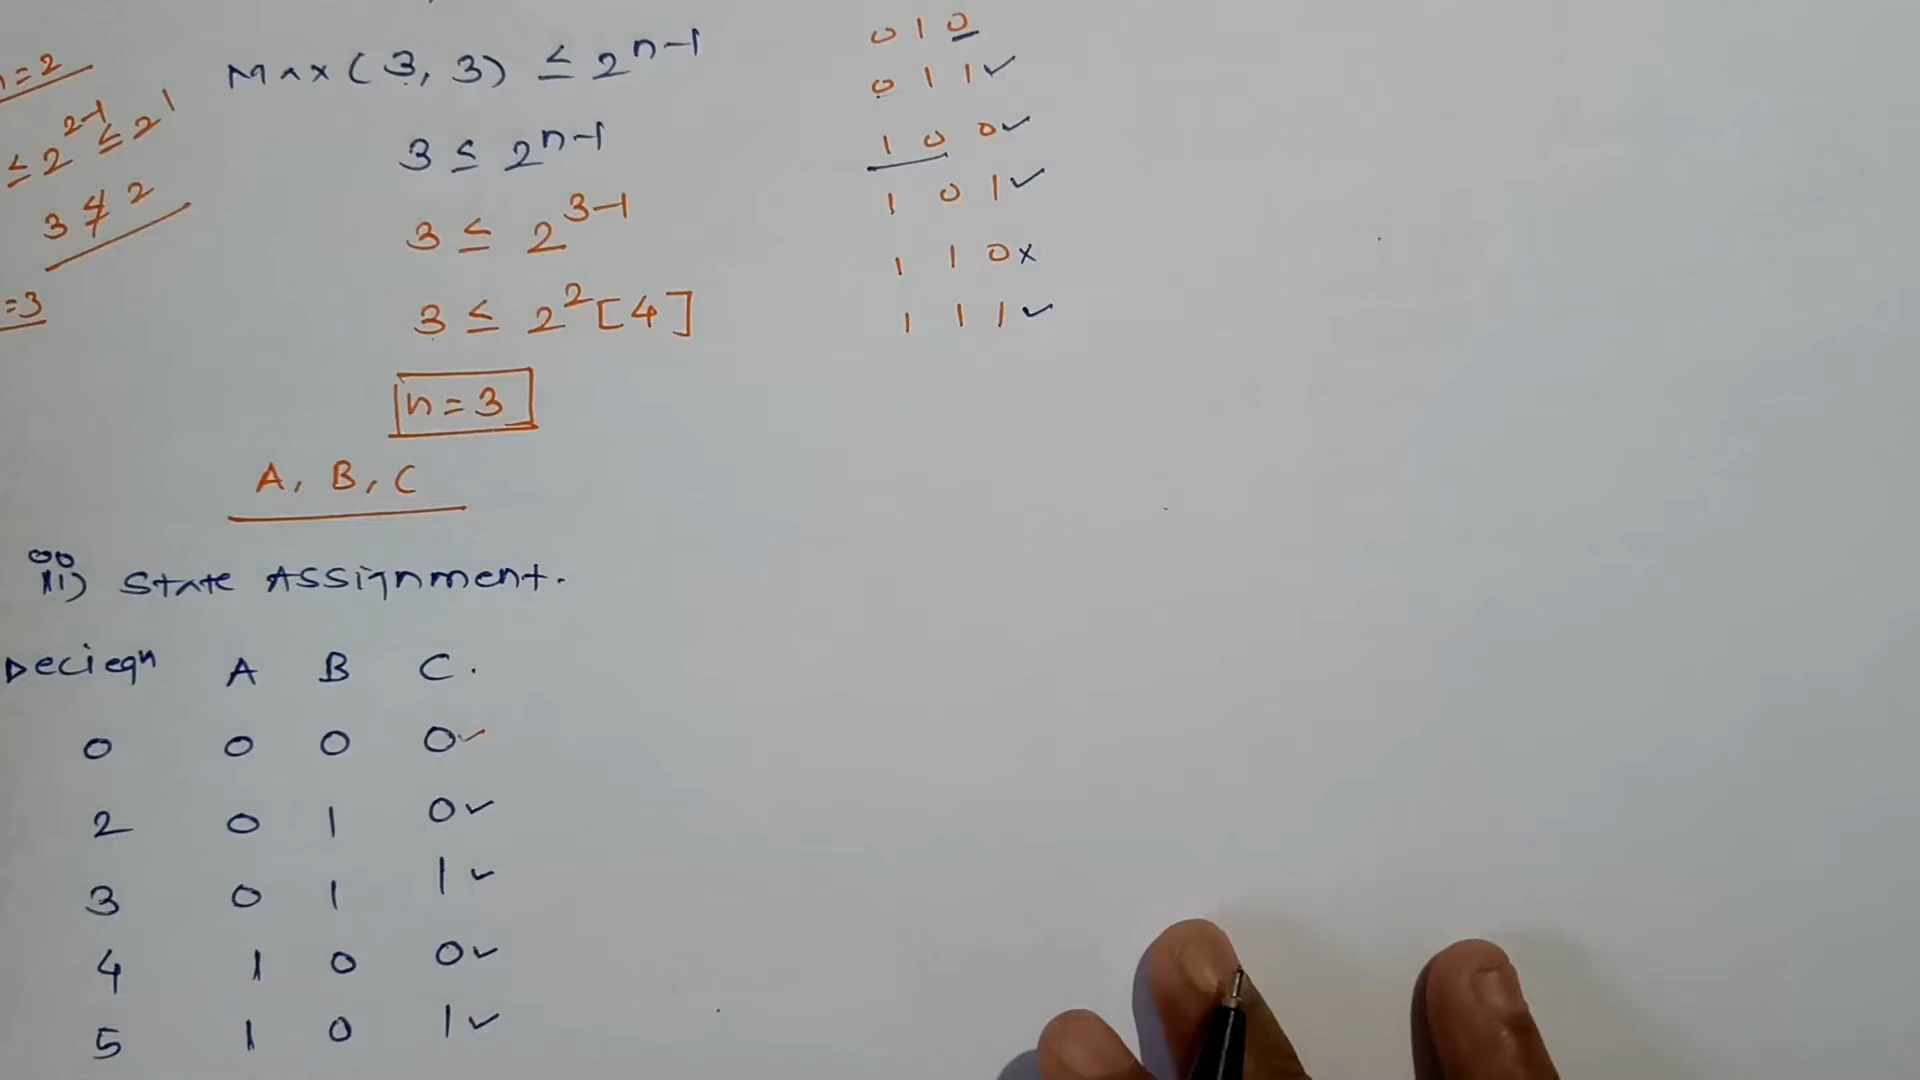 n=2
≤ 2^2-1 ≤ 2^1
3 ≮ 2
=3
Max(3, 3) ≤ 2^n-1
3 ≤ 2^n-1
3 ≤ 2^3-1
3 ≤ 2^2 [4]
n=3
A, B, C
0 1 0
0 1 1 ✓
1 0 0 ✓
1 0 1 ✓
1 1 0 ×
1 1 1 ✓
iii) State Assignment.
Decieqn A B C.
0 0 0 0 ✓
2 0 1 0 ✓
3 0 1 1 ✓
4 1 0 0 ✓
5 1 0 1 ✓